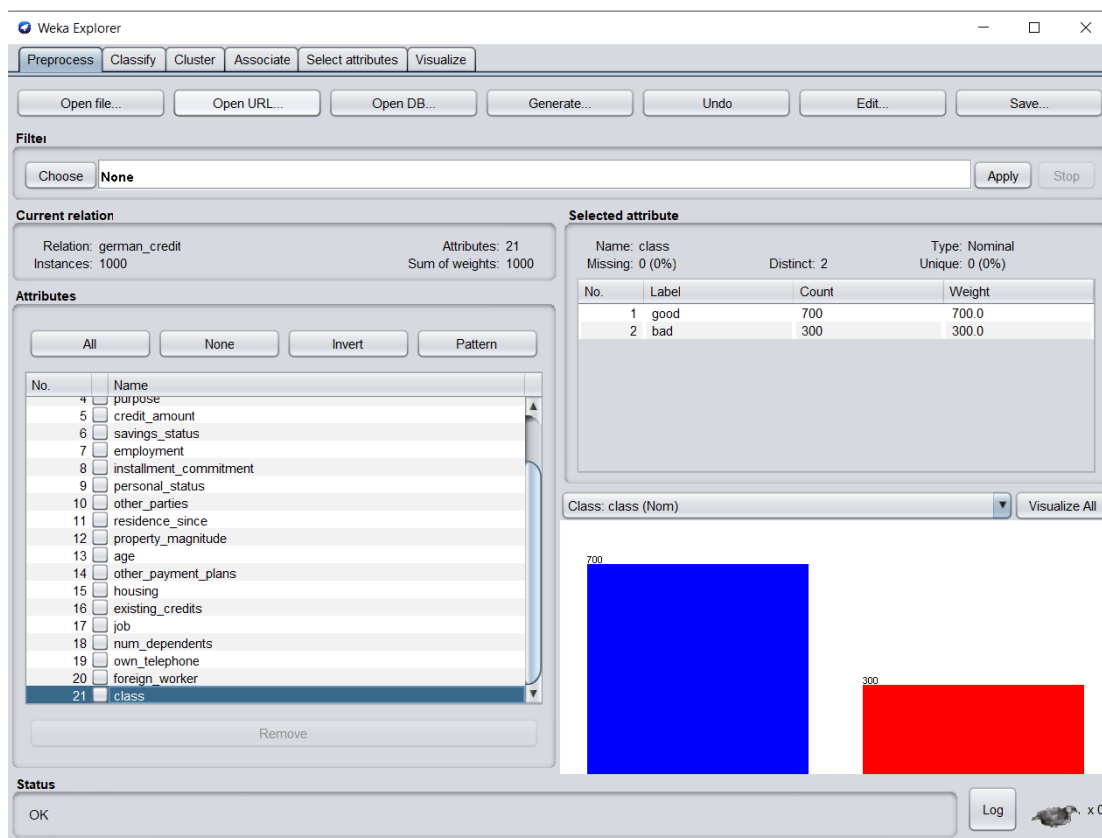 Weka Explorer
Preprocess Classify Cluster Associate Select attributes Visualize
Open file... Open URL... Open DB... Generate... Undo Edit... Save...
Filter
Choose None Apply Stop
Current relation
Relation: german_credit Attributes: 21
Instances: 1000 Sum of weights: 1000
Attributes
All None Invert Pattern
No. Name
4 purpose
5 credit_amount
6 savings_status
7 employment
8 installment_commitment
9 personal_status
10 other_parties
11 residence_since
12 property_magnitude
13 age
14 other_payment_plans
15 housing
16 existing_credits
17 job
18 num_dependents
19 own_telephone
20 foreign_worker
21 class
Remove
Selected attribute
Name: class Type: Nominal
Missing: 0 (0%) Distinct: 2 Unique: 0 (0%)
No. Label Count Weight
1 good 700 700.0
2 bad 300 300.0
Class: class (Nom) Visualize All
700
300
Status
OK Log x 0